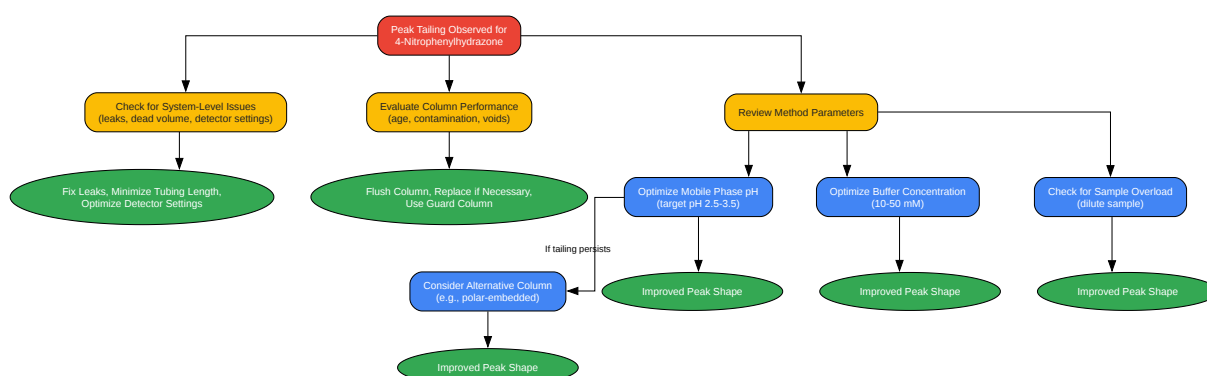 Peak Tailing Observed for
4-Nitrophenylhydrazone
Check for System-Level Issues
(leaks, dead volume, detector settings)
Evaluate Column Performance
(age, contamination, voids)
Review Method Parameters
Fix Leaks, Minimize Tubing Length,
Optimize Detector Settings
Flush Column, Replace if Necessary,
Use Guard Column
Optimize Mobile Phase pH
(target pH 2.5-3.5)
Optimize Buffer Concentration
(10-50 mM)
Check for Sample Overload
(dilute sample)
If tailing persists
Consider Alternative Column
(e.g., polar-embedded)
Improved Peak Shape
Improved Peak Shape
Improved Peak Shape
Improved Peak Shape